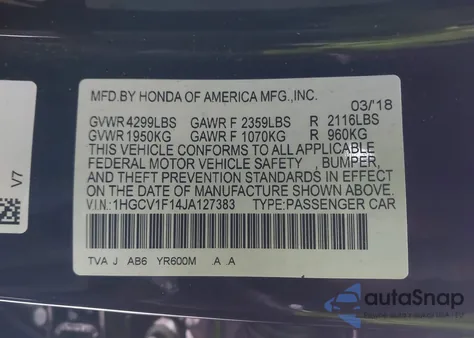 MFD.BY HONDA OF AMERICA MFG.,INC.
03/'18
GVWR 4299LBS GAWR F 2359LBS R 2116LBS
GVWR 1950KG GAWR F 1070KG R 960KG
THIS VEHICLE CONFORMS TO ALL APPLICABLE
FEDERAL MOTOR VEHICLE SAFETY , BUMPER,
AND THEFT PREVENTION STANDARDS IN EFFECT
ON THE DATE OF MANUFACTURE SHOWN ABOVE.
V.I.N.:1HGCV1F14JA127383 TYPE:PASSENGER CAR
TVA J AB6 YR600M .A .A
V7
autoSnap